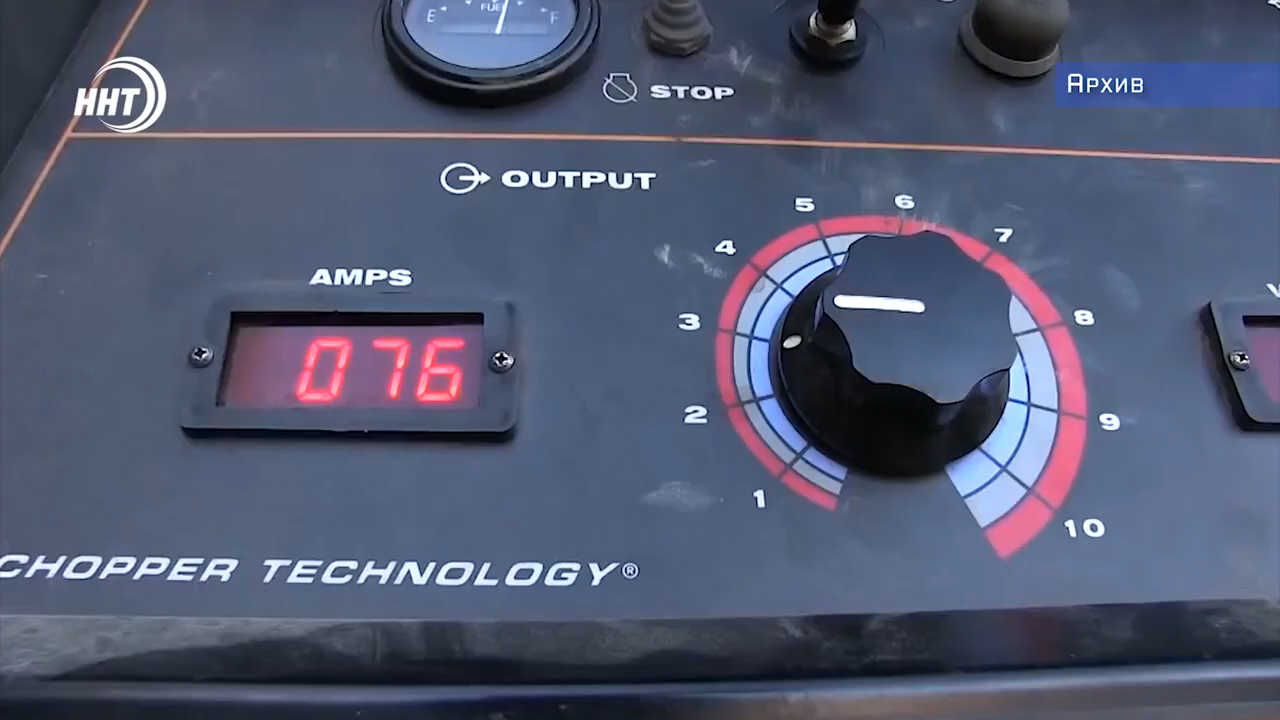 E FUEL F
ННТ
Архив
STOP
OUTPUT
5 6 7
4
3 8
2 9
1 10
AMPS
076
CHOPPER TECHNOLOGY®